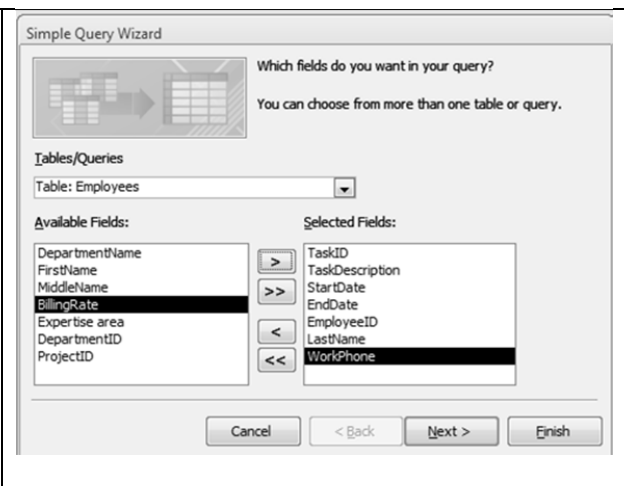 Simple Query Wizard
Which fields do you want in your query?
You can choose from more than one table or query.
Tables/Queries
Table: Employees
Available Fields:
DepartmentName
FirstName
MiddleName
BillingRate
Expertise area
DepartmentID
ProjectID
>
>>
<
<<
Selected Fields:
TaskID
TaskDescription
StartDate
EndDate
EmployeeID
LastName
WorkPhone
Cancel
< Back
Next >
Finish